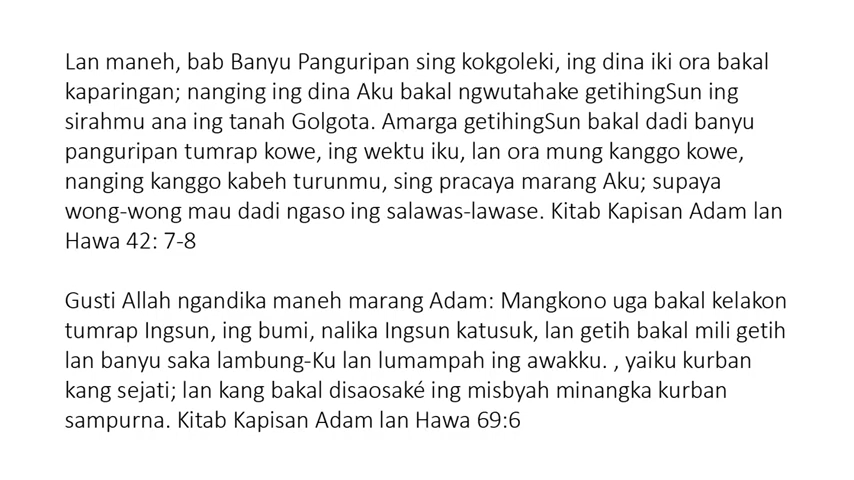 Lan maneh, bab Banyu Panguripan sing kokgoleki, ing dina iki ora bakal
kaparingan; nanging ing dina Aku bakal ngwutahake getihingSun ing
sirahmu ana ing tanah Golgota. Amarga getihingSun bakal dadi banyu
panguripan tumrap kowe, ing wektu iku, lan ora mung kanggo kowe,
nanging kanggo kabeh turunmu, sing pracaya marang Aku; supaya
wong-wong mau dadi ngaso ing salawas-lawase. Kitab Kapisan Adam lan
Hawa 42: 7-8
Gusti Allah ngandika maneh marang Adam: Mangkono uga bakal kelakon
tumrap Ingsun, ing bumi, nalika Ingsun katusuk, lan getih bakal mili getih
lan banyu saka lambung-Ku lan lumampah ing awakku. , yaiku kurban
kang sejati; lan kang bakal disaosaké ing misbyah minangka kurban
sampurna. Kitab Kapisan Adam lan Hawa 69:6